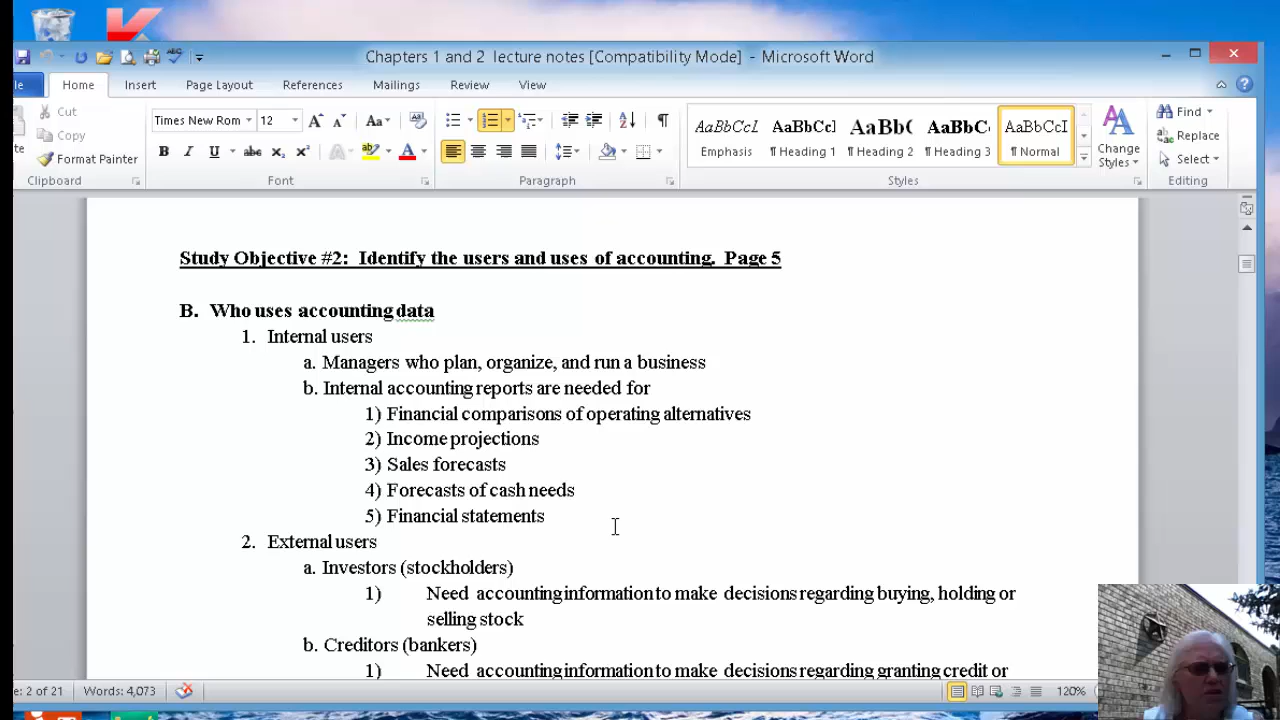 Chapters 1 and 2 lecture notes [Compatibility Mode] - Microsoft Word
le Home Insert Page Layout References Mailings Review View
Cut
Copy
te Format Painter
Clipboard
Times New Rom 12
Font
Paragraph
AaBbCcI AaBbCc] AaBb( AaBbCc AaBbCcI
Emphasis ¶ Heading 1 ¶ Heading 2 ¶ Heading 3 ¶ Normal
Change Styles
Styles
Find
Replace
Select
Editing
Study Objective #2: Identify the users and uses of accounting. Page 5
B. Who uses accounting data
1. Internal users
a. Managers who plan, organize, and run a business
b. Internal accounting reports are needed for
1) Financial comparisons of operating alternatives
2) Income projections
3) Sales forecasts
4) Forecasts of cash needs
5) Financial statements
2. External users
a. Investors (stockholders)
1) Need accounting information to make decisions regarding buying, holding or
selling stock
b. Creditors (bankers)
1) Need accounting information to make decisions regarding granting credit or
e: 2 of 21 Words: 4,073 120%